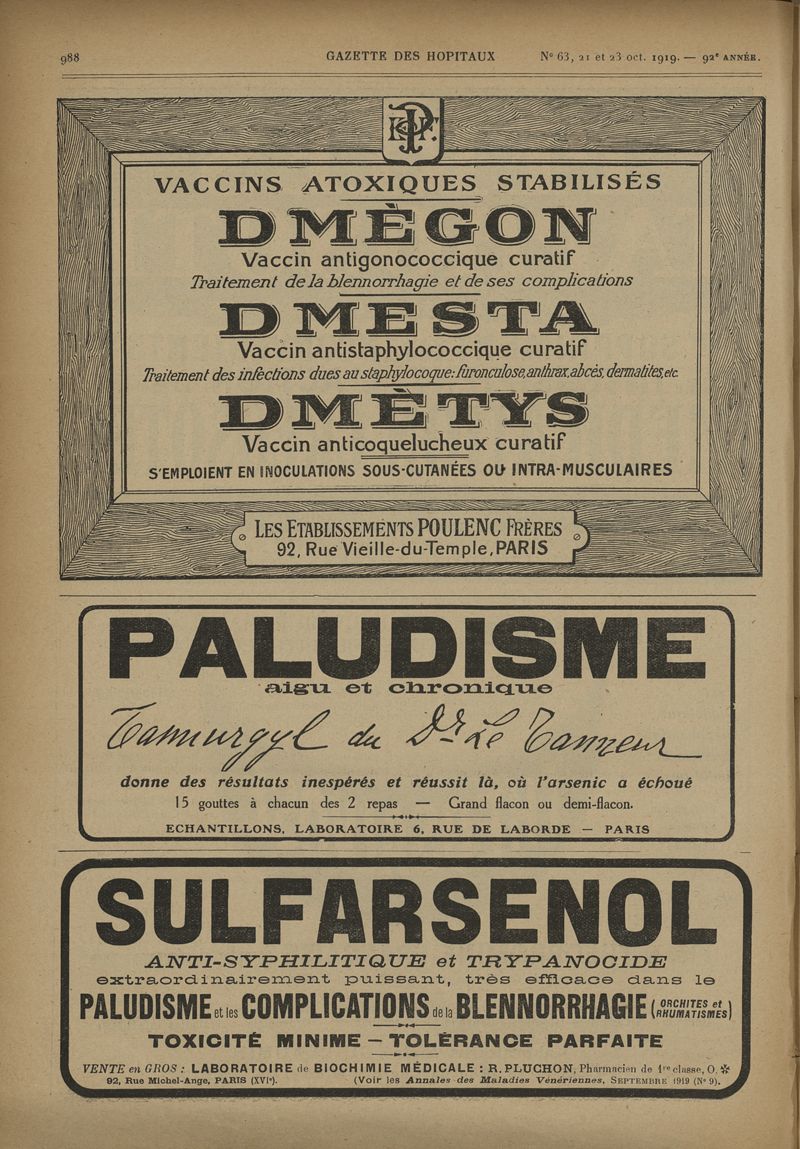 988
GAZETTE DES HOPITAUX
N° 63, 21 et 23 oct. 1919. — 92e ANNÉE.
VACCINS ATOXIQUES STABILISÉS
DMÈGON
Vaccin antigonococcique curatif
Traitement de la blennorrhagie et de ses complications
DMESTA
Vaccin antistaphylococcique curatif
Traitement des infections dues au staphylocoque: furonculose, anthrax, abcès, dermatites, etc.
DMÈTYS
Vaccin anticoquelucheux curatif
S'EMPLOIENT EN INOCULATIONS SOUS-CUTANÉES OU INTRA-MUSCULAIRES
LES ETABLISSEMENTS POULENC FRÈRES
92, Rue Vieille-du-Temple, PARIS
PALUDISME
aigu et chronique
Tannurgyl du Dr Le Tanneur
donne des résultats inespérés et réussit là, où l'arsenic a échoué
15 gouttes à chacun des 2 repas — Grand flacon ou demi-flacon.
ECHANTILLONS, LABORATOIRE 6, RUE DE LABORDE — PARIS
SULFARSENOL
ANTI-SYPHILITIQUE et TRYPANOCIDE
extraordinairement puissant, très efficace dans le
PALUDISME et les COMPLICATIONS de la BLENNORRHAGIE (ORCHITES et RHUMATISMES)
TOXICITÉ MINIME — TOLÉRANCE PARFAITE
VENTE en GROS : LABORATOIRE de BIOCHIMIE MÉDICALE : R. PLUCHON, Pharmacien de 1re classe, O. ✻
92, Rue Michel-Ange, PARIS (XVIe). (Voir les Annales des Maladies Vénériennes, SEPTEMBRE 1919 (N° 9).